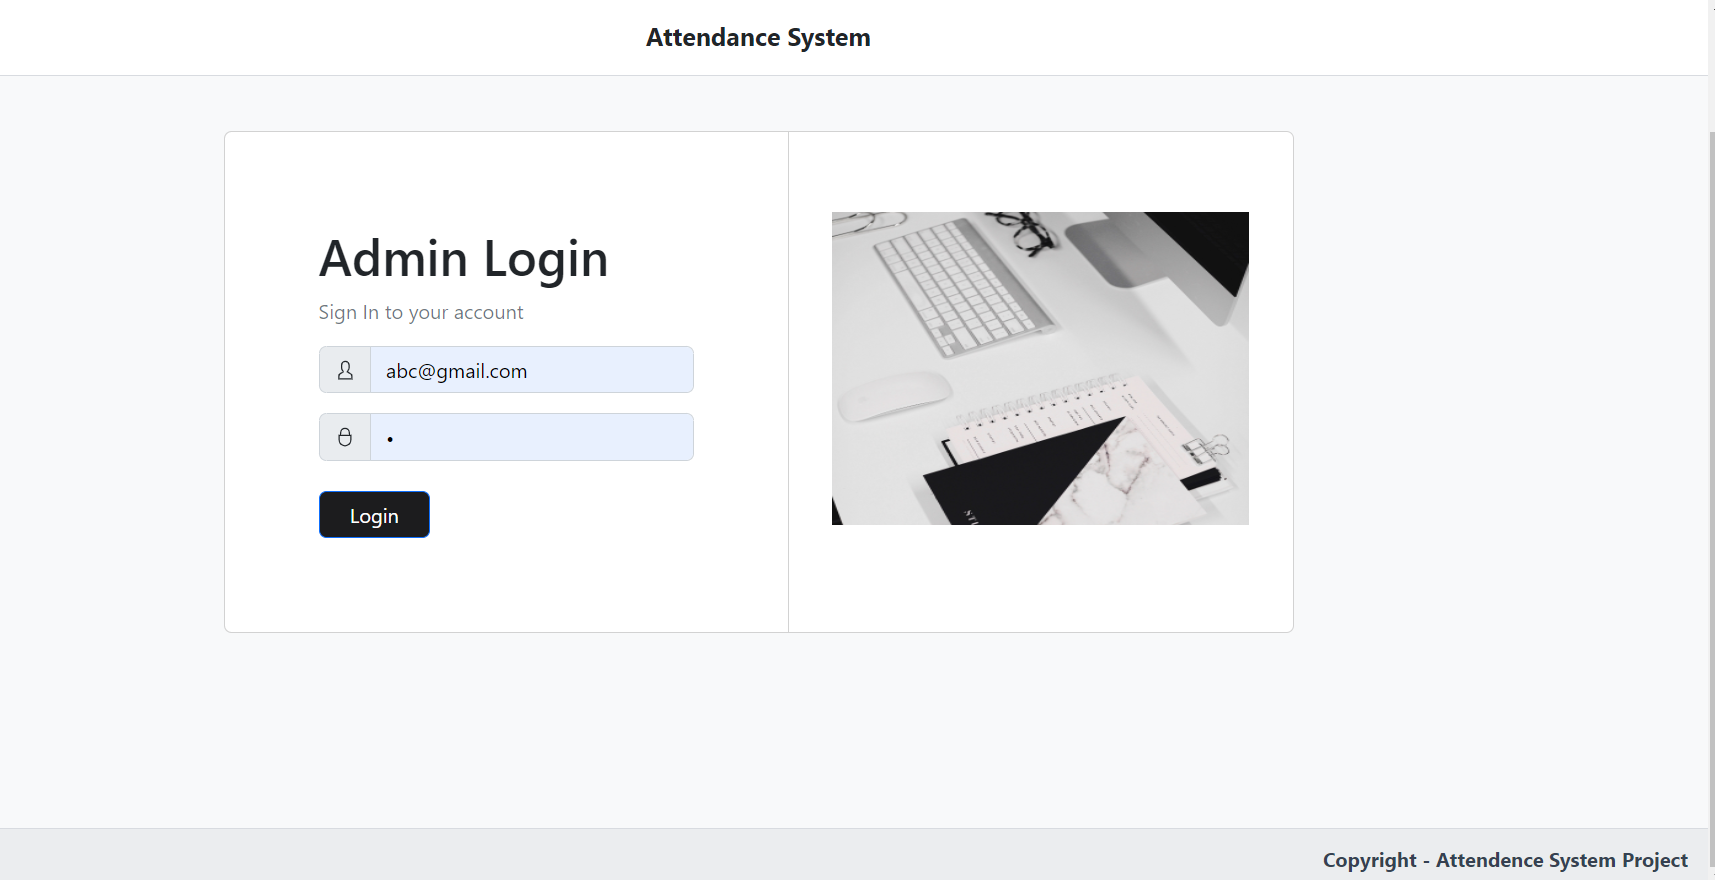 Attendance System
Admin Login
Sign In to your account
abc@gmail.com
•
Login
Copyright - Attendence System Project